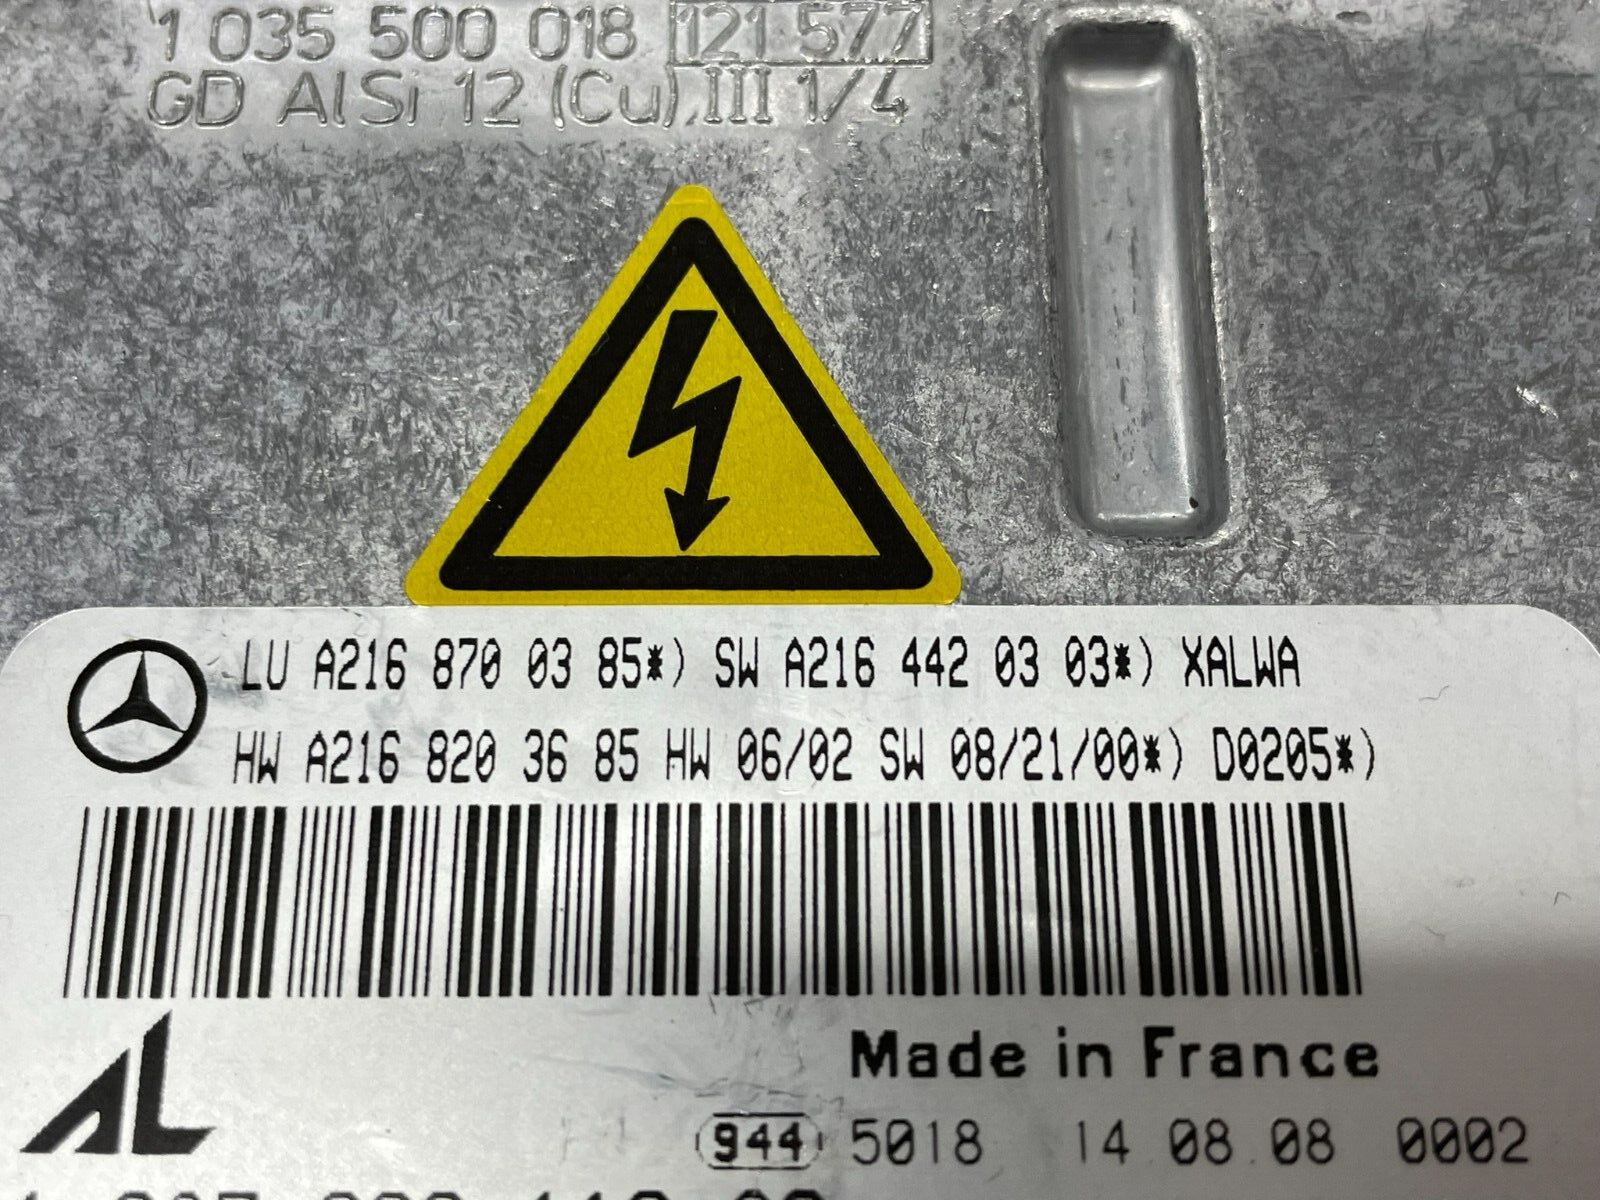 1 035 500 018 121 577
GD AlSi 12 (Cu) III 1/4
LU A216 870 03 85*) SW A216 442 03 03*) XALWA
HW A216 820 36 85 HW 06/02 SW 08/21/00*) D0205*)
AL
Made in France
944 5018 14.08.08 0002